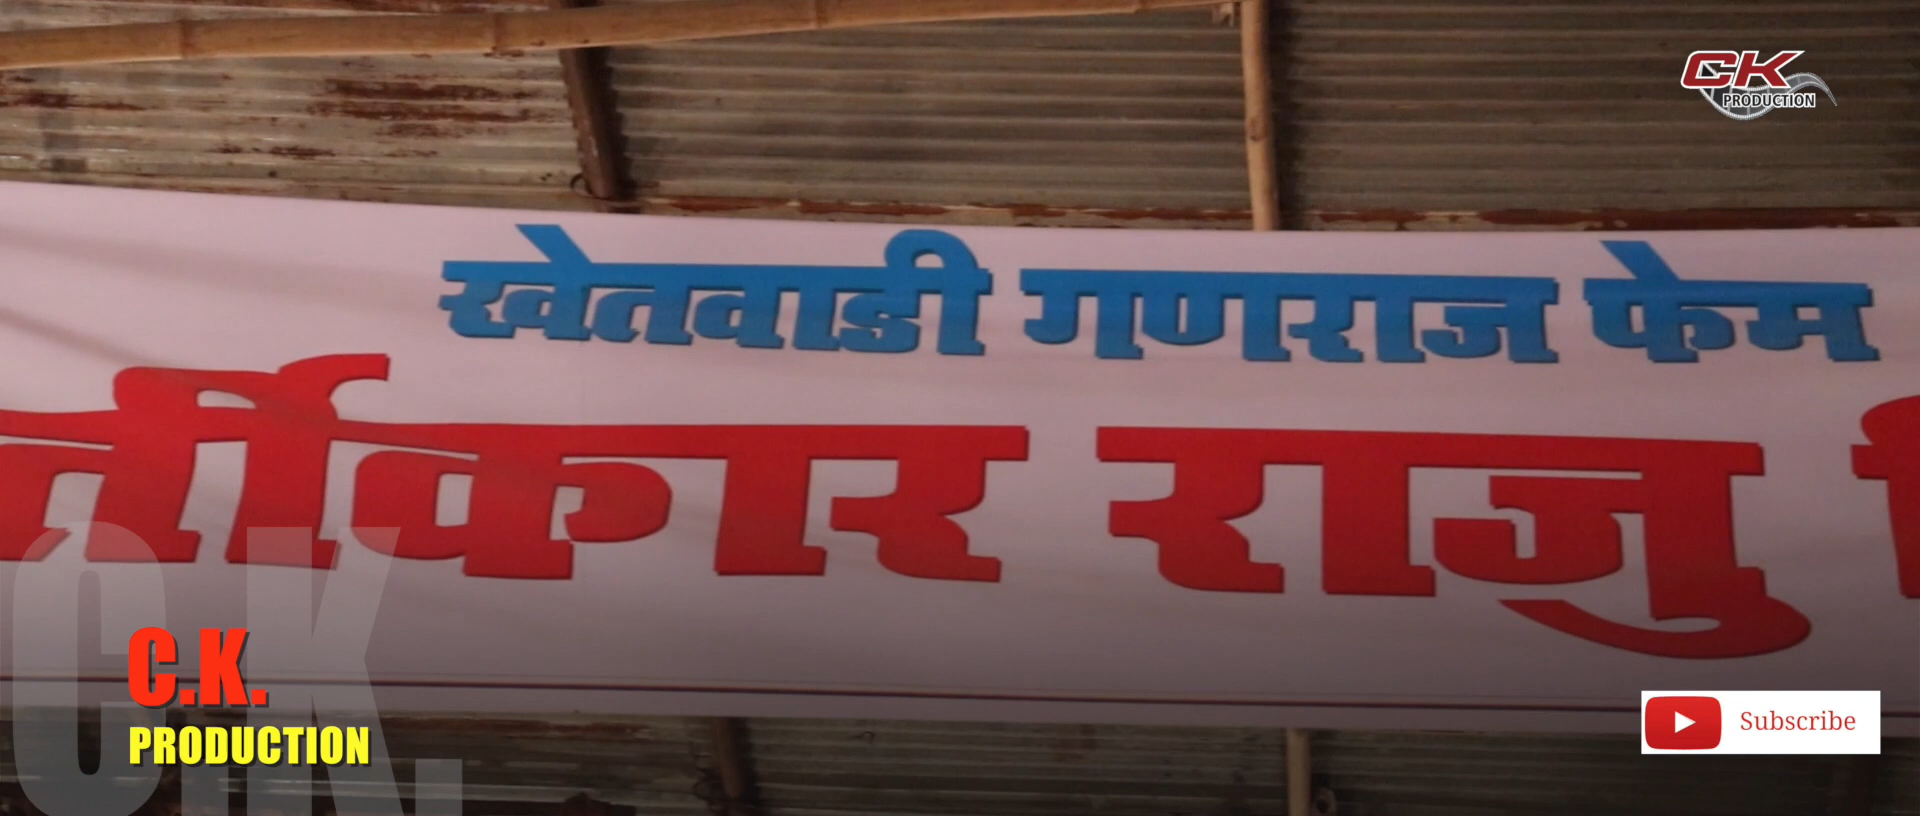 CK
PRODUCTION
खेतवाडी गणराज फेम
र्तीकार राजु
C.K.
C.K.
PRODUCTION
Subscribe